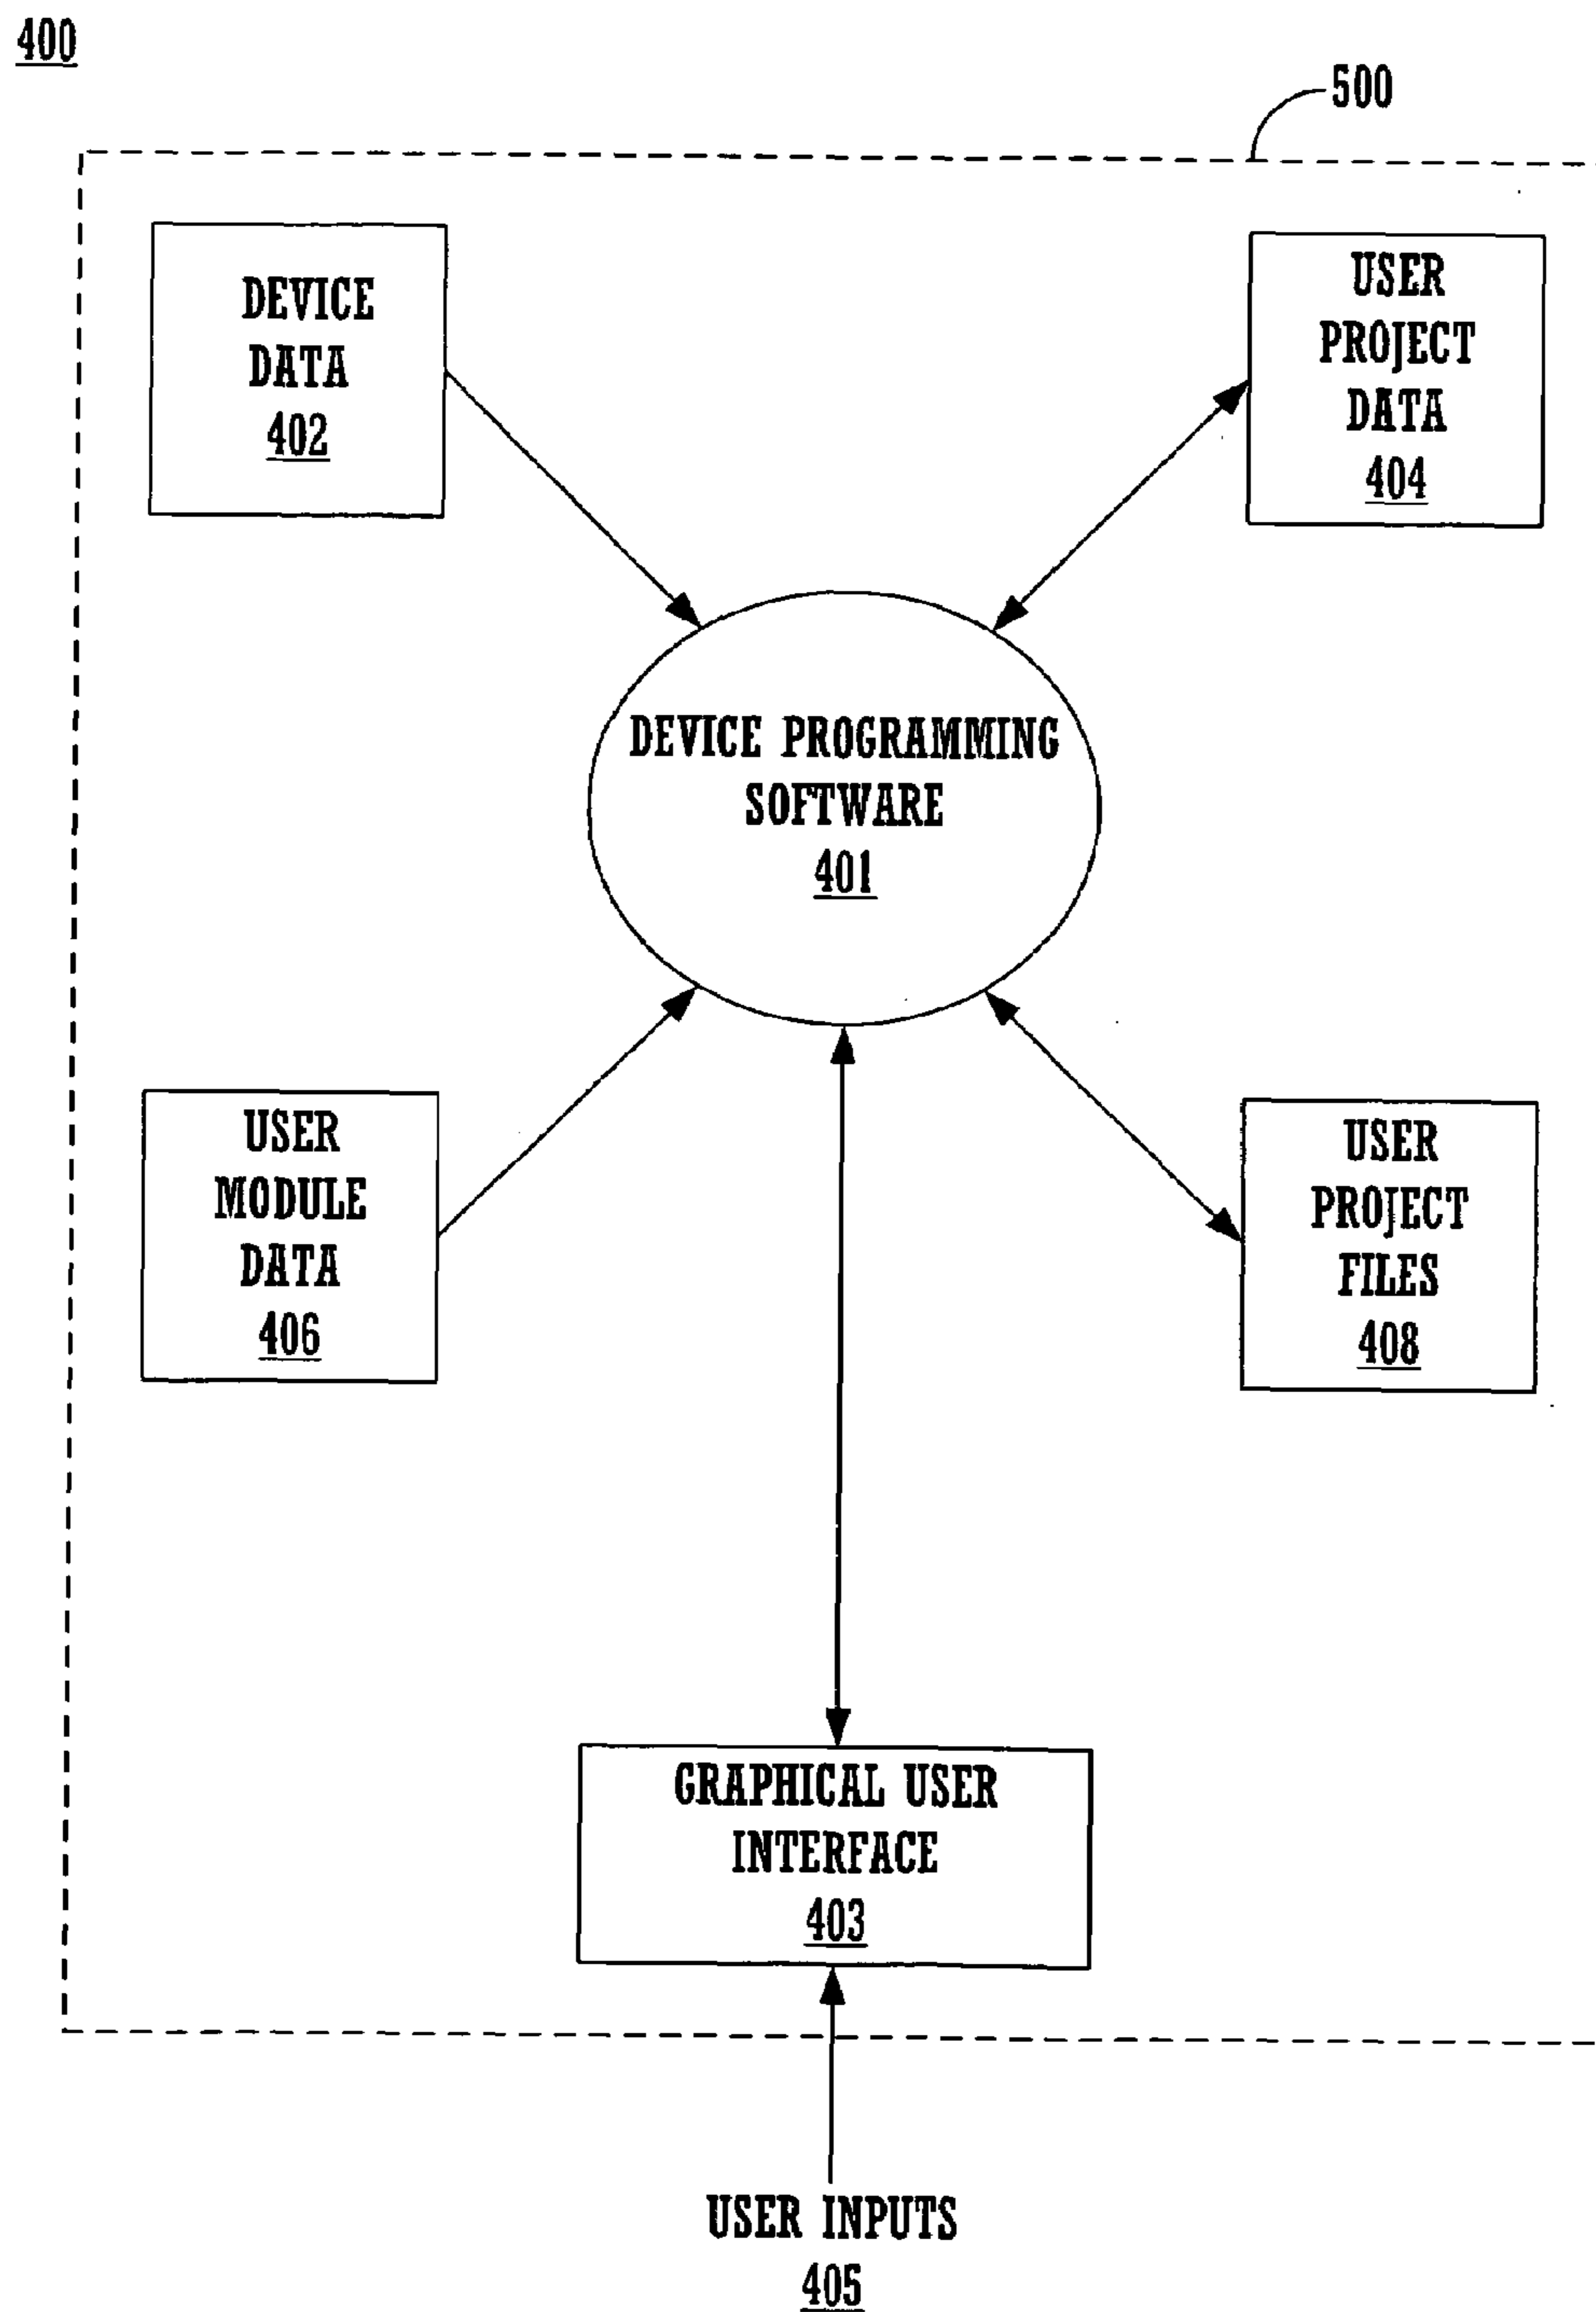 400
500
DEVICE
DATA
402
USER
PROJECT
DATA
404
DEVICE PROGRAMMING
SOFTWARE
401
USER
MODULE
DATA
406
USER
PROJECT
FILES
408
GRAPHICAL USER
INTERFACE
403
USER INPUTS
405